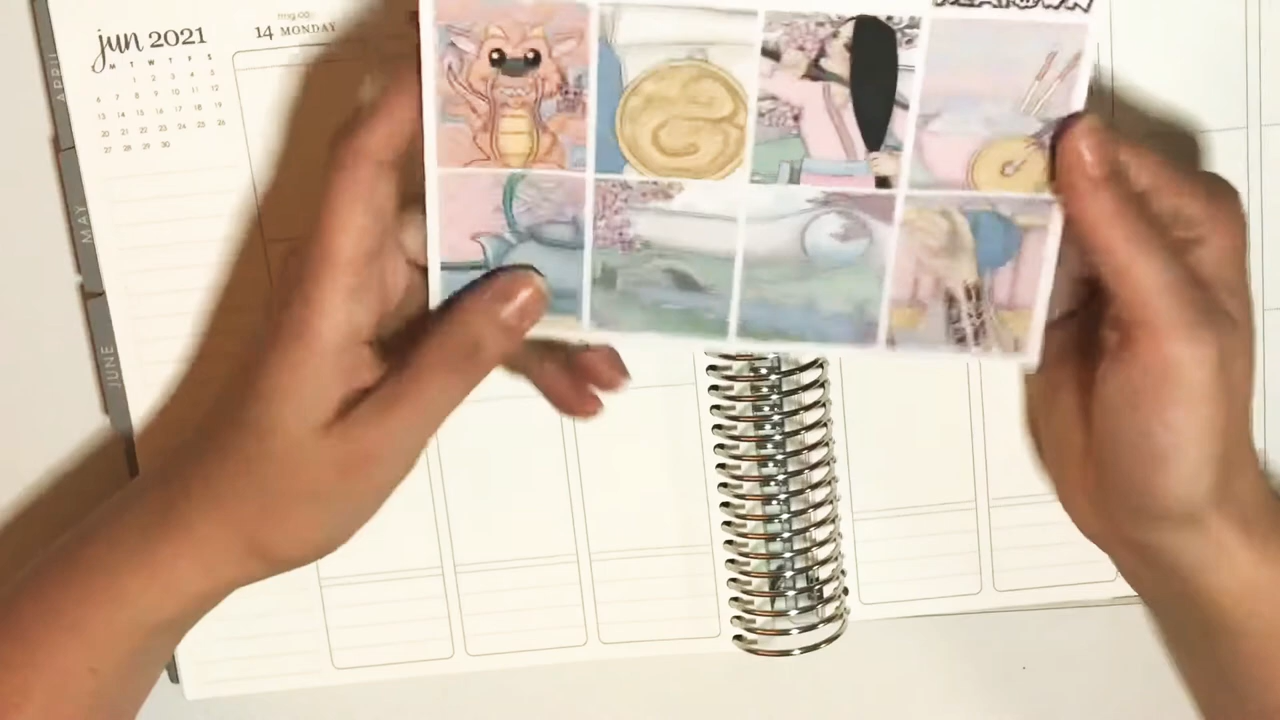 jun 2021
14 MONDAY
M T W T F S
1 2 3 4 5
6 7 8 9 10 11 12
13 14 15 16 17 18 19
20 21 22 23 24 25 26
27 28 29 30
APRIL
MAY
JUNE